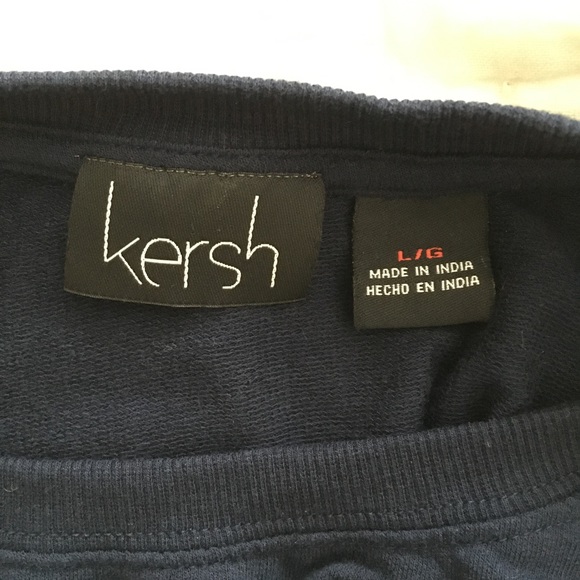 kersh
L/G
MADE IN INDIA
HECHO EN INDIA